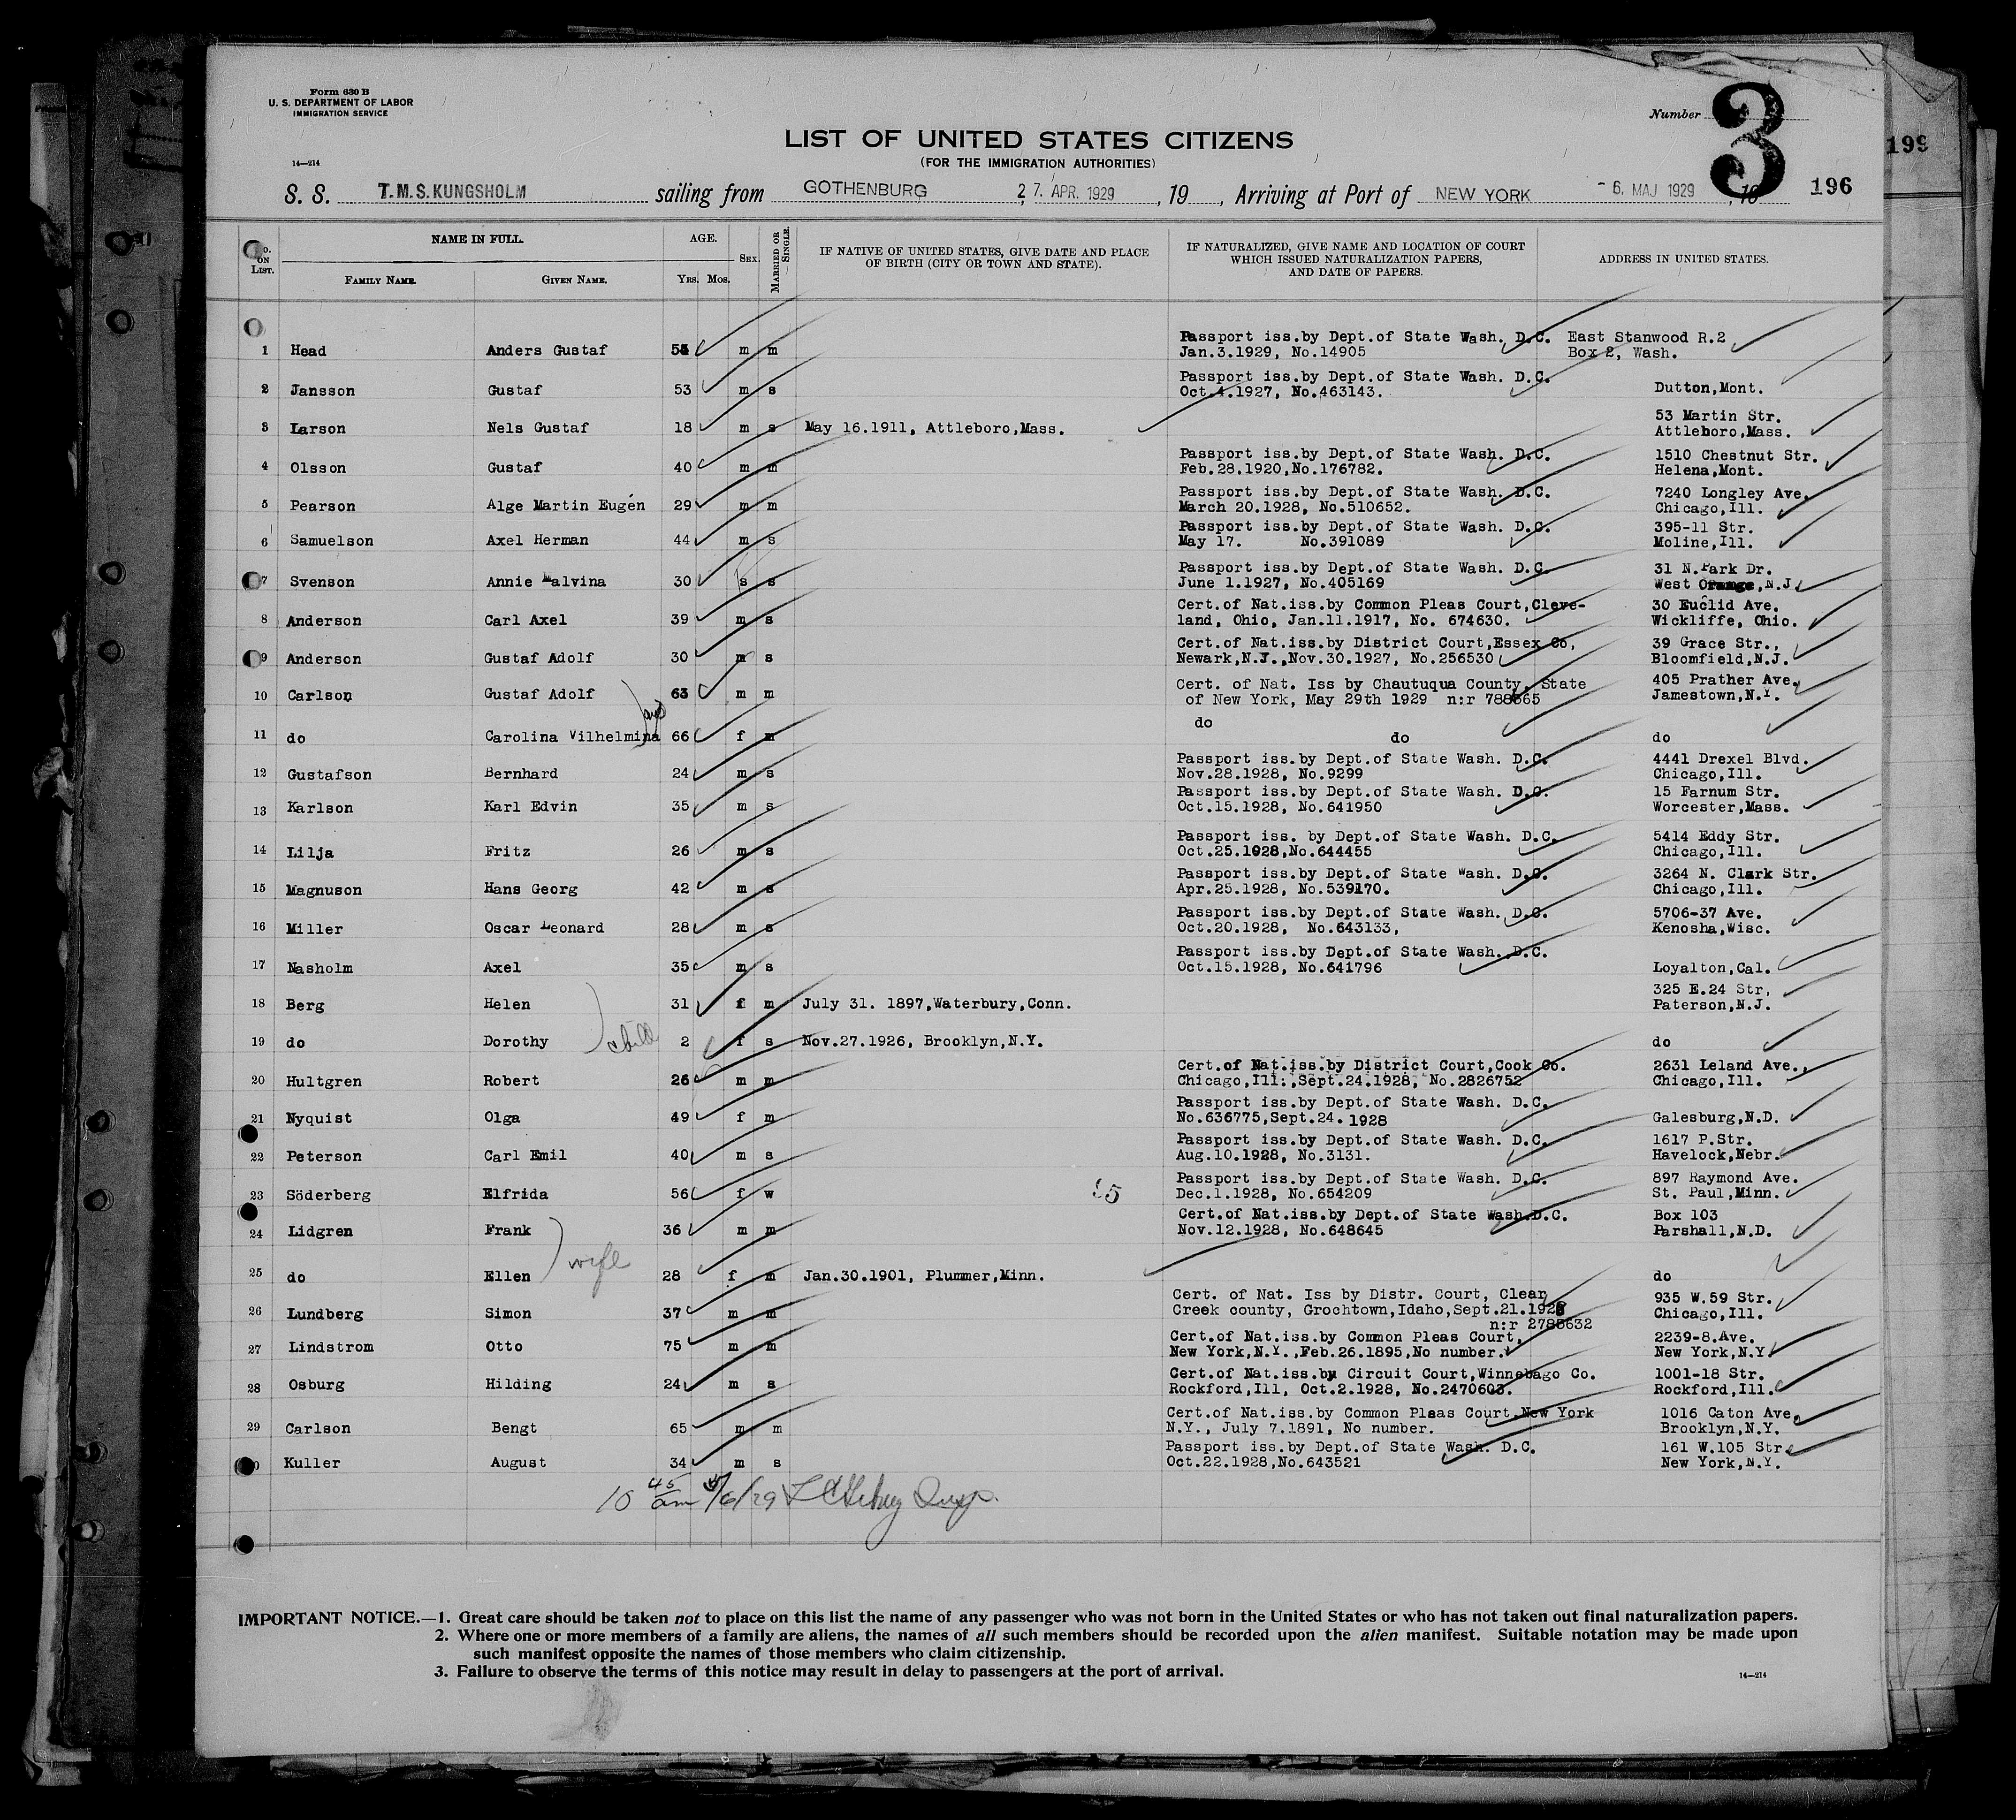 Form 630 B
U. S. DEPARTMENT OF LABOR
IMMIGRATION SERVICE
14—214
Number 3
LIST OF UNITED STATES CITIZENS
(FOR THE IMMIGRATION AUTHORITIES)
S. S. T.M.S.KUNGSHOLM sailing from GOTHENBURG 27. APR. 1929, 19 , Arriving at Port of NEW YORK - 6. MAJ 1929, 19 196
199
No. ON LIST.
NAME IN FULL.
FAMILY NAME. GIVEN NAME.
AGE.
YRS. MOS.
SEX.
MARRIED OR SINGLE.
IF NATIVE OF UNITED STATES, GIVE DATE AND PLACE
OF BIRTH (CITY OR TOWN AND STATE).
IF NATURALIZED, GIVE NAME AND LOCATION OF COURT
WHICH ISSUED NATURALIZATION PAPERS,
AND DATE OF PAPERS.
ADDRESS IN UNITED STATES.
Passport iss.by Dept.of State Wash. D.C. East Stanwood R.2
1 Head Anders Gustaf m m Jan.3.1929, No.14905 Box 2, Wash.
Passport iss.by Dept.of State Wash. D.C.
2 Jansson Gustaf 53 m s Oct.4.1927, No.463143. Dutton,Mont.
53 Martin Str.
3 Larson Nels Gustaf 18 m s May 16.1911, Attleboro,Mass. Attleboro,Mass.
Passport iss.by Dept.of State Wash. D.C. 1510 Chestnut Str.
4 Olsson Gustaf 40 m m Feb.28.1920,No.176782. Helena,Mont.
Passport iss.by Dept.of State Wash. D.C. 7240 Longley Ave.
5 Pearson Alge Martin Eugén 29 m m March 20.1928, No.510652. Chicago,Ill.
Passport iss.by Dept.of State Wash. D.C. 395-11 Str.
6 Samuelson Axel Herman 44 m s May 17. No.391089 Moline,Ill.
Passport iss.by Dept.of State Wash. D.C. 31 N.Park Dr.
7 Svenson Annie Malvina 30 s s June 1.1927, No.405169 West Orange,N.J.
Cert.of Nat.iss.by Common Pleas Court,Cleve- 30 Euclid Ave.
8 Anderson Carl Axel 39 m s land, Ohio, Jan.11.1917, No. 674630. Wickliffe, Ohio.
Cert.of Nat.iss.by District Court,Essex Co, 39 Grace Str.,
9 Anderson Gustaf Adolf 30 m s Newark,N.J.,Nov.30.1927, No.256530 Bloomfield,N.J.
Cert. of Nat. Iss by Chautuqua County, State 405 Prather Ave.
10 Carlson Gustaf Adolf 63 m m of New York, May 29th 1929 n:r 788665 Jamestown,N.Y.
do
11 do Carolina Vilhelmina 66 f m do do
Passport iss.by Dept.of State Wash. D.C. 4441 Drexel Blvd.
12 Gustafson Bernhard 24 m s Nov.28.1928, No.9299 Chicago,Ill.
Passport iss.by Dept.of State Wash. D.C. 15 Farnum Str.
13 Karlson Karl Edvin 35 m s Oct.15.1928, No.641950 Worcester,Mass.
Passport iss. by Dept.of State Wash. D.C. 5414 Eddy Str.
14 Lilja Fritz 26 m s Oct.25.1928,No.644455 Chicago,Ill.
Passport iss.by Dept.of State Wash. D.C. 3264 N. Clark Str.
15 Magnuson Hans Georg 42 m s Apr.25.1928, No.539170. Chicago,Ill.
Passport iss.by Dept.of State Wash. D.C. 5706-37 Ave.
16 Miller Oscar Leonard 28 m s Oct.20.1928, No.643133, Kenosha,Wisc.
Passport iss.by Dept.of State Wash. D.C.
17 Nasholm Axel 35 m s Oct.15.1928, No.641796 Loyalton,Cal.
325 E.24 Str,
18 Berg Helen 31 f m July 31. 1897,Waterbury,Conn. Paterson,N.J.
19 do Dorothy child 2 f s Nov.27.1926, Brooklyn,N.Y. do
Cert.of Nat.iss.by District Court,Cook Co. 2631 Leland Ave.,
20 Hultgren Robert 26 m m Chicago,Ill.,Sept.24.1928, No.2826752 Chicago,Ill.
Passport iss.by Dept.of State Wash. D.C.
21 Nyquist Olga 49 f m No.636775,Sept.24.1928 Galesburg,N.D.
Passport iss.by Dept.of State Wash. D.C. 1617 P.Str.
22 Peterson Carl Emil 40 m s Aug.10.1928, No.3131. Havelock,Nebr.
Passport iss.by Dept.of State Wash. D.C. 897 Raymond Ave.
23 Söderberg Elfrida 56 f w Dec.1.1928, No.654209 St. Paul,Minn.
Cert.of Nat.iss.by Dept.of State Wash.D.C. Box 103
24 Lidgren Frank 36 m m Nov.12.1928, No.648645 Parshall,N.D.
wife
25 do Ellen 28 f m Jan.30.1901, Plummer,Minn. do
Cert. of Nat. Iss by Distr. Court, Clear 935 W.59 Str.
26 Lundberg Simon 37 m m Creek county, Grochtown,Idaho,Sept.21.1928 Chicago,Ill.
n:r 2788632
Cert.of Nat.iss.by Common Pleas Court, 2239-8.Ave.
27 Lindstrom Otto 75 m m New York,N.Y.,Feb.26.1895,No number. New York,N.Y.
Cert.of Nat.iss.by Circuit Court,Winnebago Co. 1001-18 Str.
28 Osburg Hilding 24 m s Rockford,Ill, Oct.2.1928, No.2470603. Rockford,Ill.
Cert.of Nat.iss.by Common Pleas Court,New York 1016 Caton Ave,
29 Carlson Bengt 65 m m N.Y., July 7.1891, No number. Brooklyn,N.Y.
Passport iss.by Dept.of State Wash. D.C. 161 W.105 Str.
Kuller August 34 m s Oct.22.1928,No.643521 New York,N.Y.
10 45 am 5/6/29 Insp.
IMPORTANT NOTICE.—1. Great care should be taken not to place on this list the name of any passenger who was not born in the United States or who has not taken out final naturalization papers.
2. Where one or more members of a family are aliens, the names of all such members should be recorded upon the alien manifest. Suitable notation may be made upon
such manifest opposite the names of those members who claim citizenship.
3. Failure to observe the terms of this notice may result in delay to passengers at the port of arrival.
14—214